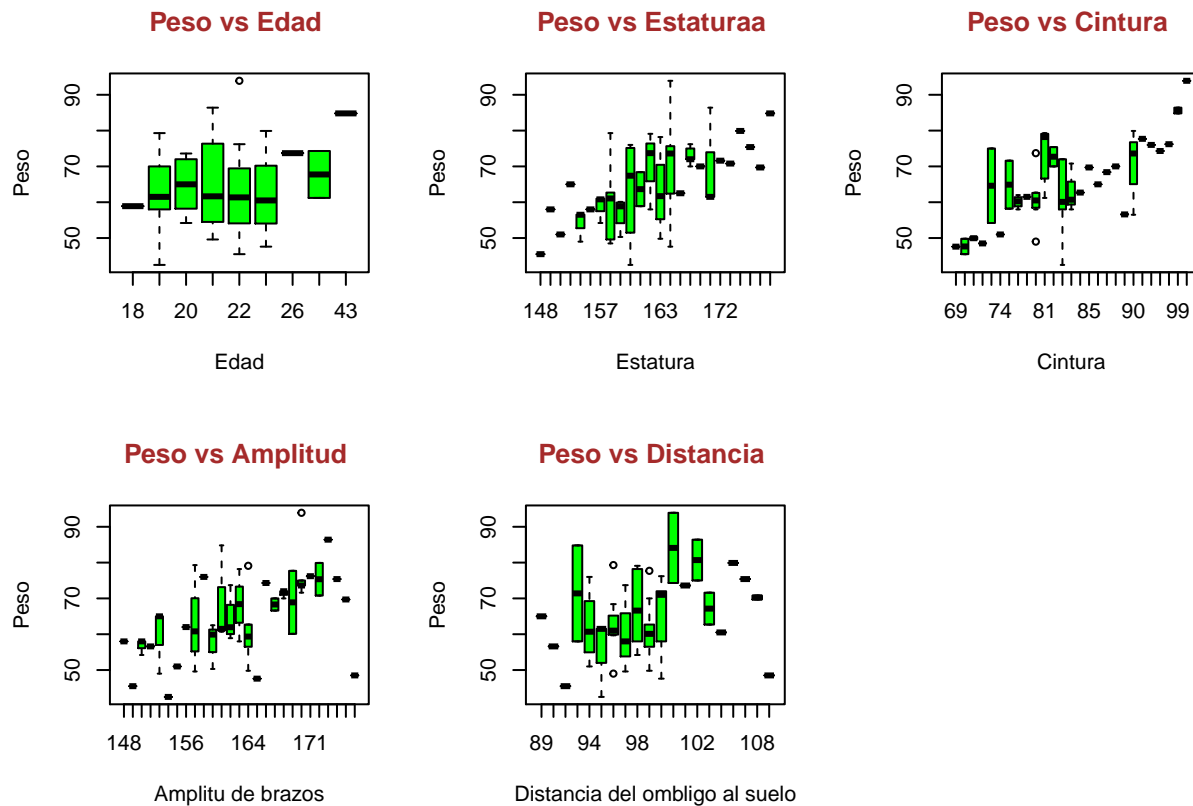 Peso vs Edad
Peso
90
70
50
18 20 22 26 43
Edad
Peso vs Estaturaa
Peso
90
70
50
148 157 163 172
Estatura
Peso vs Cintura
Peso
90
70
50
69 74 81 85 90 99
Cintura
Peso vs Amplitud
Peso
90
70
50
148 156 164 171
Amplitu de brazos
Peso vs Distancia
Peso
90
70
50
89 94 98 102 108
Distancia del ombligo al suelo